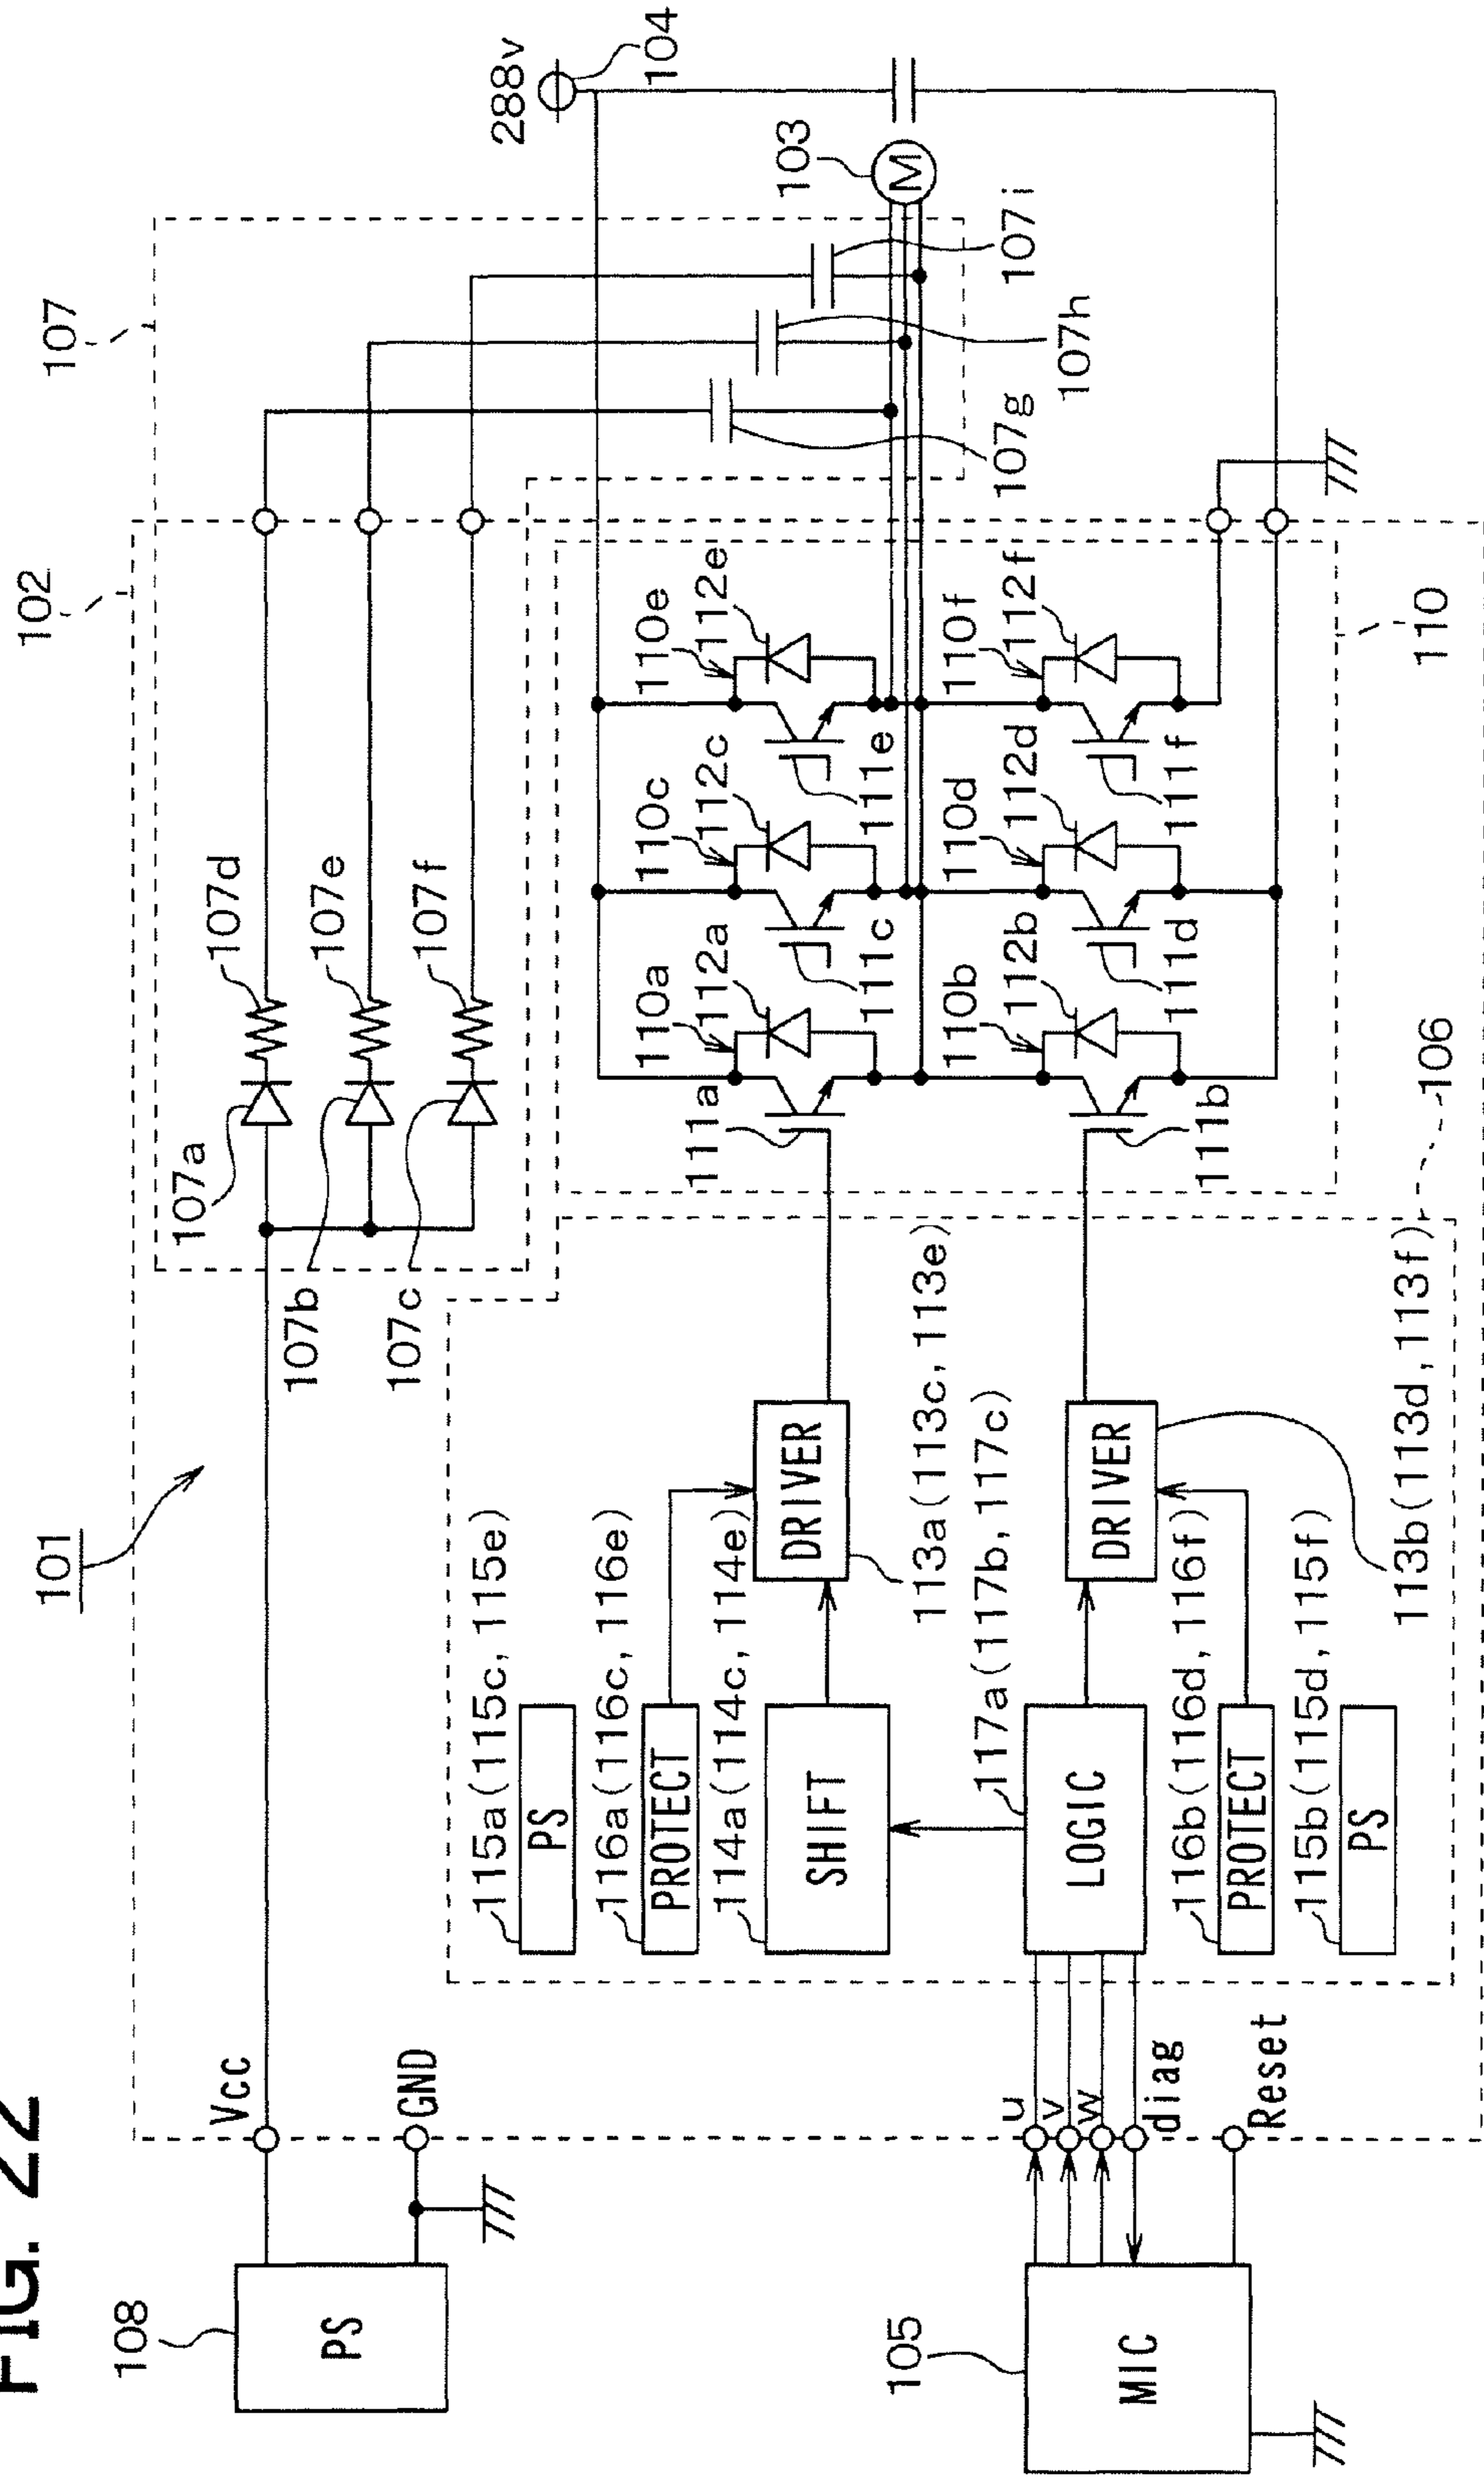 FIG. 22
101
102
107
108
PS
Vcc
GND
107a
107b
107c
107d
107e
107f
288v
104
103
M
107g
107h
107i
115a(115c,115e)
PS
116a(116c,116e)
PROTECT
114a(114c,114e)
SHIFT
DRIVER
113a(113c,113e)
117a(117b,117c)
LOGIC
DRIVER
113b(113d,113f)
116b(116d,116f)
PROTECT
115b(115d,115f)
PS
106
105
MIC
u
v
w
diag
Reset
110a
112a
111a
110c
112c
111c
110e
112e
111e
110b
112b
111b
110d
112d
111d
110f
112f
111f
110